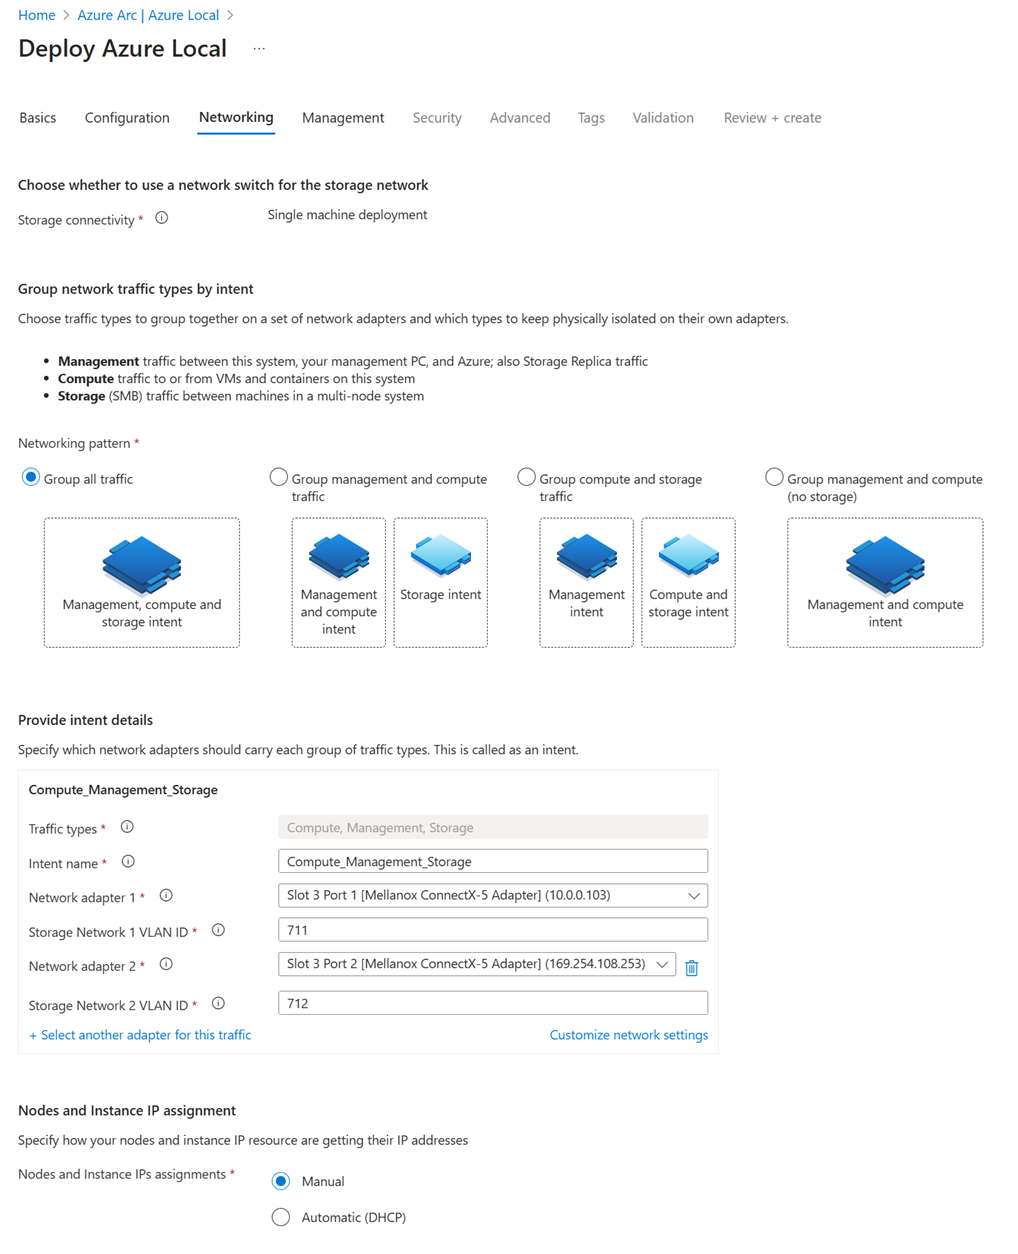 Home > Azure Arc | Azure Local >
Deploy Azure Local ...
Basics Configuration Networking Management Security Advanced Tags Validation Review + create
Choose whether to use a network switch for the storage network
Storage connectivity * Single machine deployment
Group network traffic types by intent
Choose traffic types to group together on a set of network adapters and which types to keep physically isolated on their own adapters.
• Management traffic between this system, your management PC, and Azure; also Storage Replica traffic
• Compute traffic to or from VMs and containers on this system
• Storage (SMB) traffic between machines in a multi-node system
Networking pattern *
Group all traffic
Management, compute and
storage intent
Group management and compute
traffic
Management
and compute
intent
Storage intent
Group compute and storage
traffic
Management
intent
Compute and
storage intent
Group management and compute
(no storage)
Management and compute
intent
Provide intent details
Specify which network adapters should carry each group of traffic types. This is called as an intent.
Compute_Management_Storage
Traffic types * Compute, Management, Storage
Intent name * Compute_Management_Storage
Network adapter 1 * Slot 3 Port 1 [Mellanox ConnectX-5 Adapter] (10.0.0.103)
Storage Network 1 VLAN ID * 711
Network adapter 2 * Slot 3 Port 2 [Mellanox ConnectX-5 Adapter] (169.254.108.253)
Storage Network 2 VLAN ID * 712
+ Select another adapter for this traffic Customize network settings
Nodes and Instance IP assignment
Specify how your nodes and instance IP resource are getting their IP addresses
Nodes and Instance IPs assignments * Manual
Automatic (DHCP)